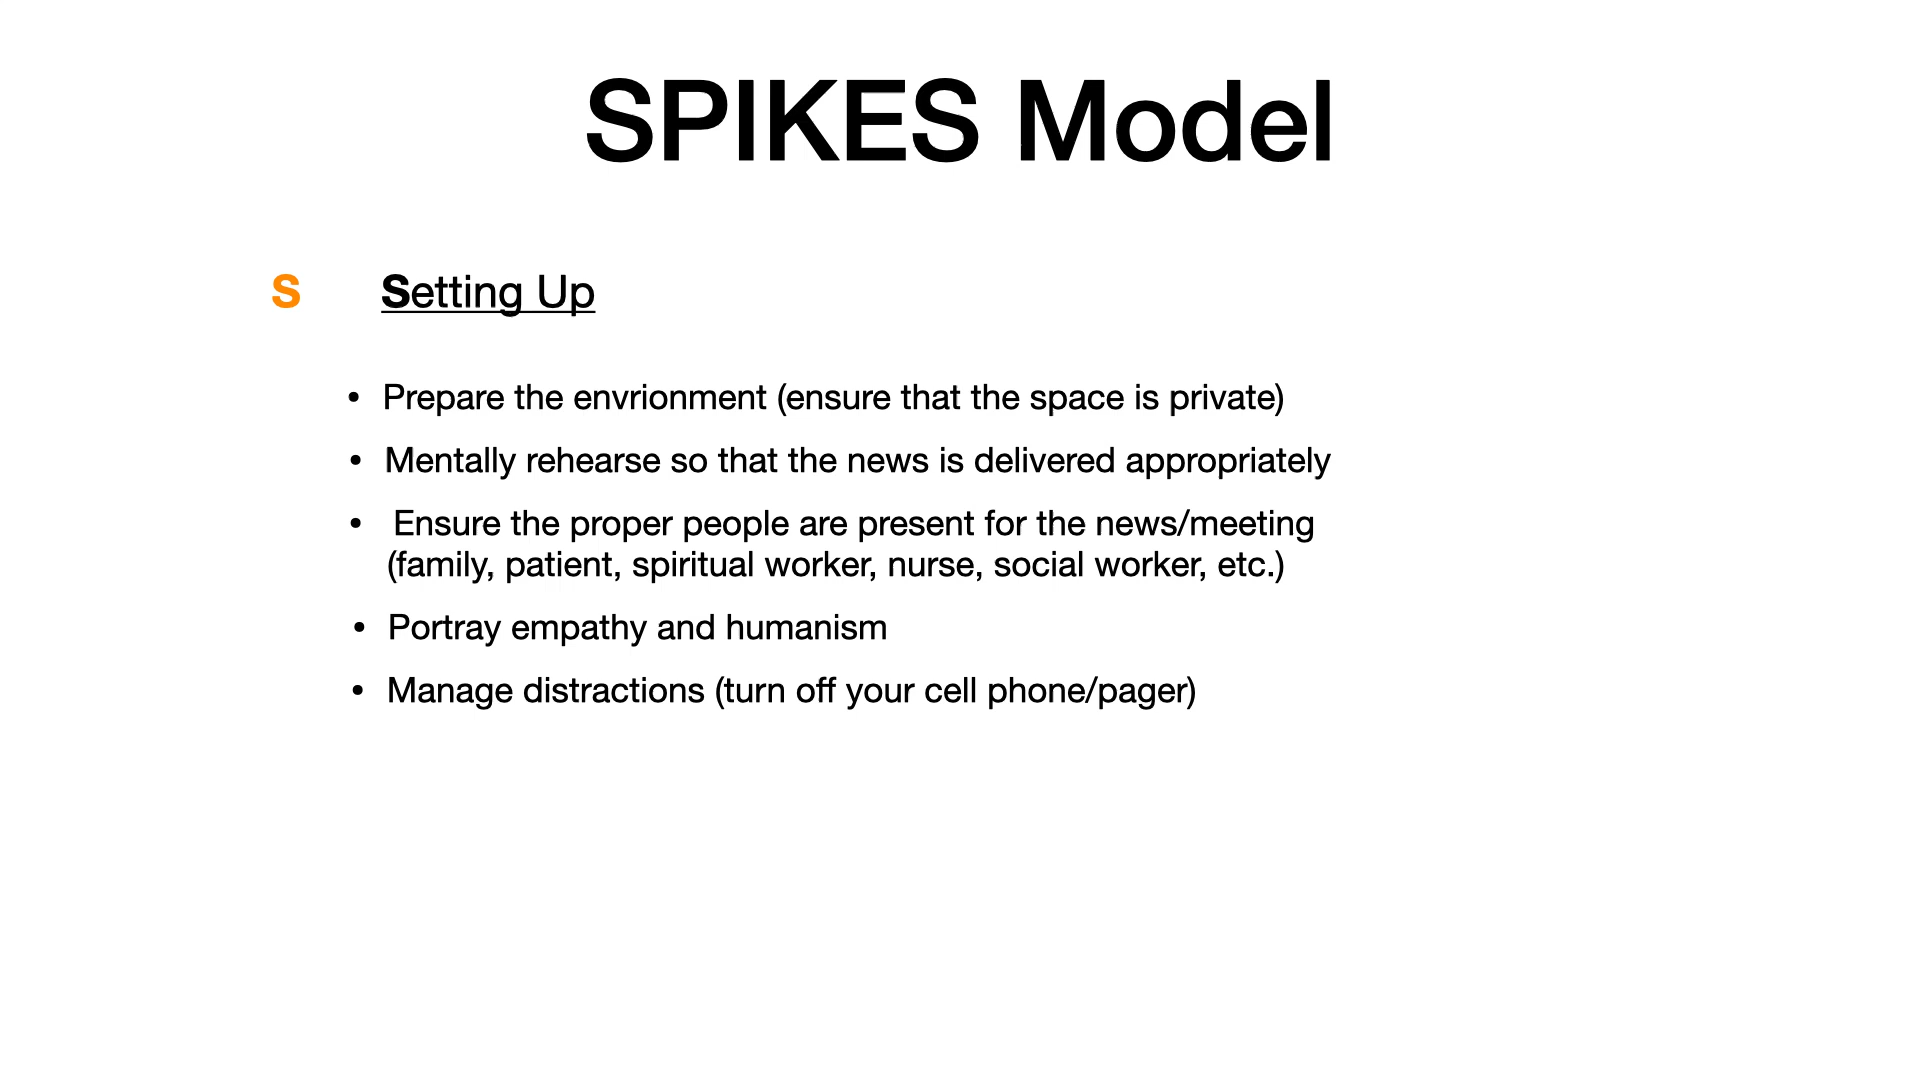 SPIKES Model
S Setting Up
• Prepare the envrionment (ensure that the space is private)
• Mentally rehearse so that the news is delivered appropriately
• Ensure the proper people are present for the news/meeting
(family, patient, spiritual worker, nurse, social worker, etc.)
• Portray empathy and humanism
• Manage distractions (turn off your cell phone/pager)